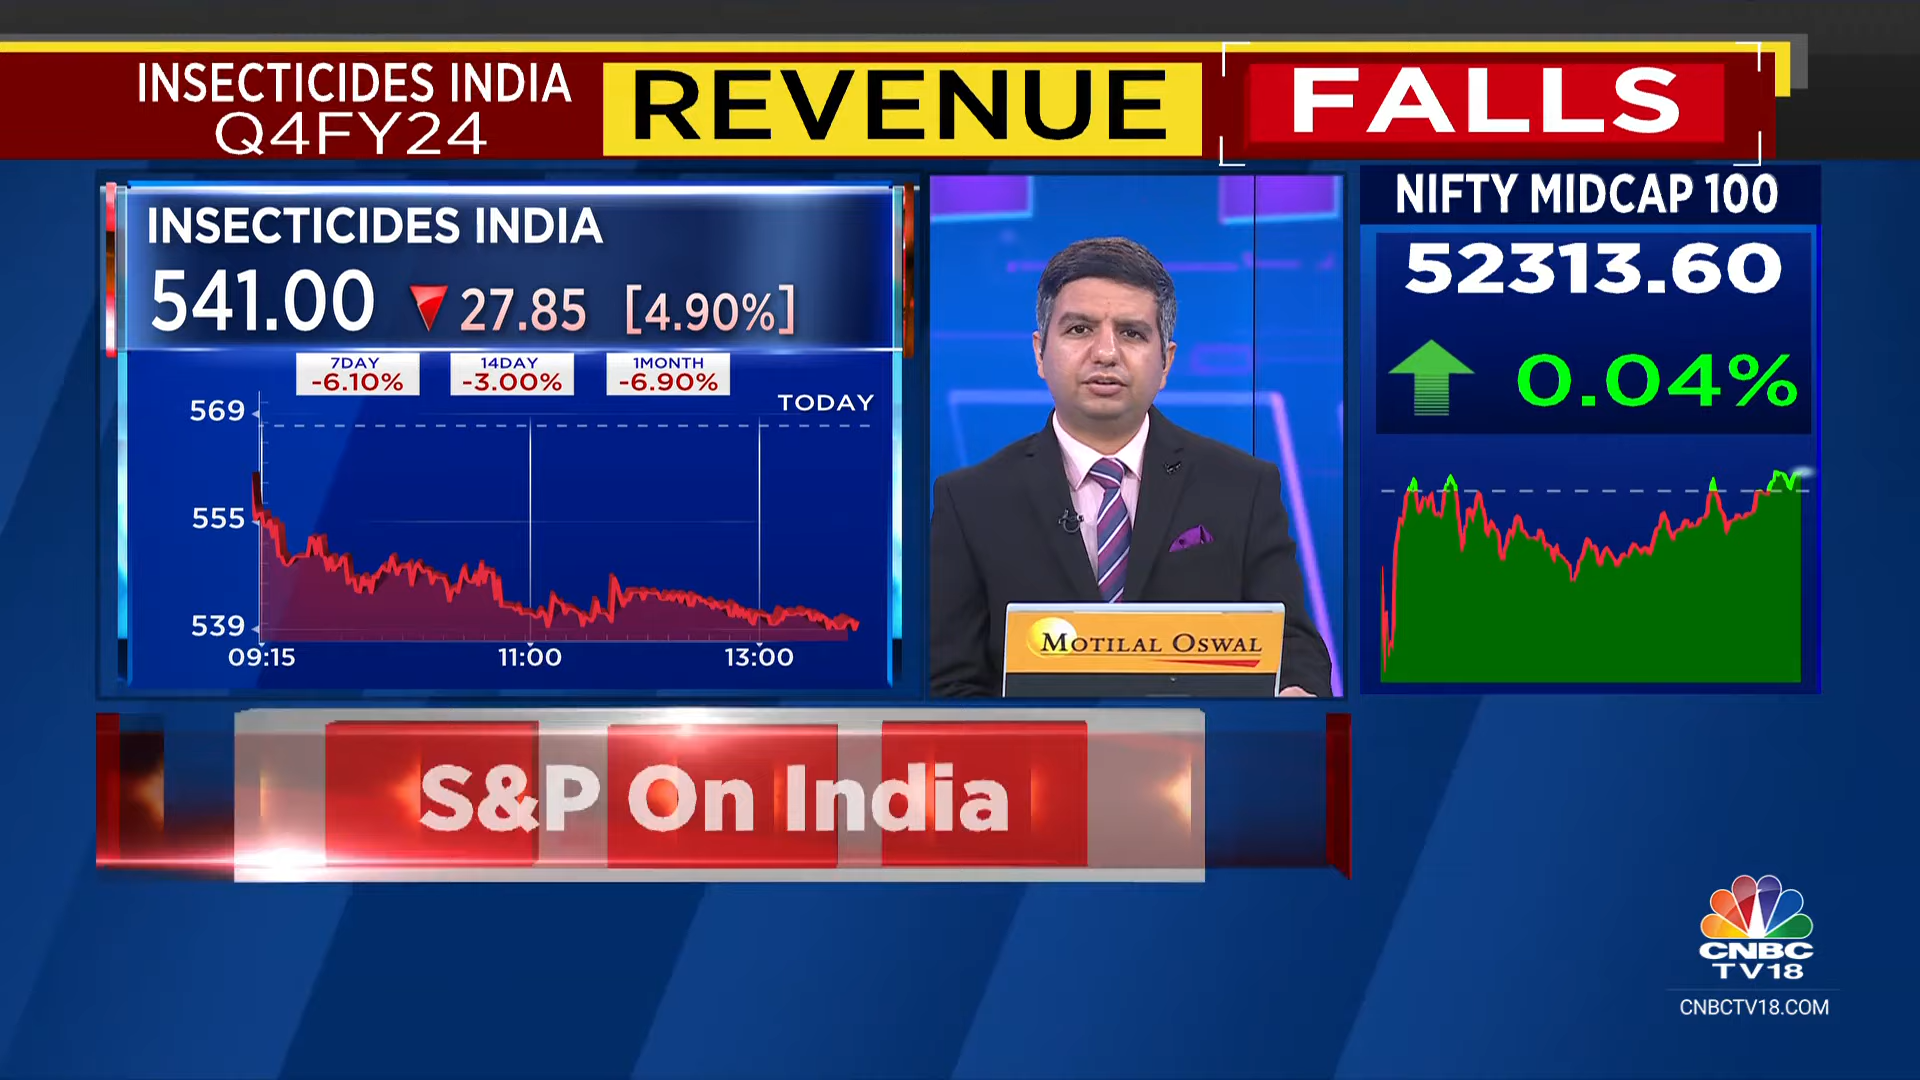 INSECTICIDES INDIA
Q4FY24
REVENUE
FALLS
INSECTICIDES INDIA
541.00 ▼ 27.85 [4.90%]
7DAY
-6.10%
14DAY
-3.00%
1MONTH
-6.90%
TODAY
569
555
539
09:15 11:00 13:00
MOTILAL OSWAL
NIFTY MIDCAP 100
52313.60
0.04%
S&P On India
CNBC
TV18
CNBCTV18.COM